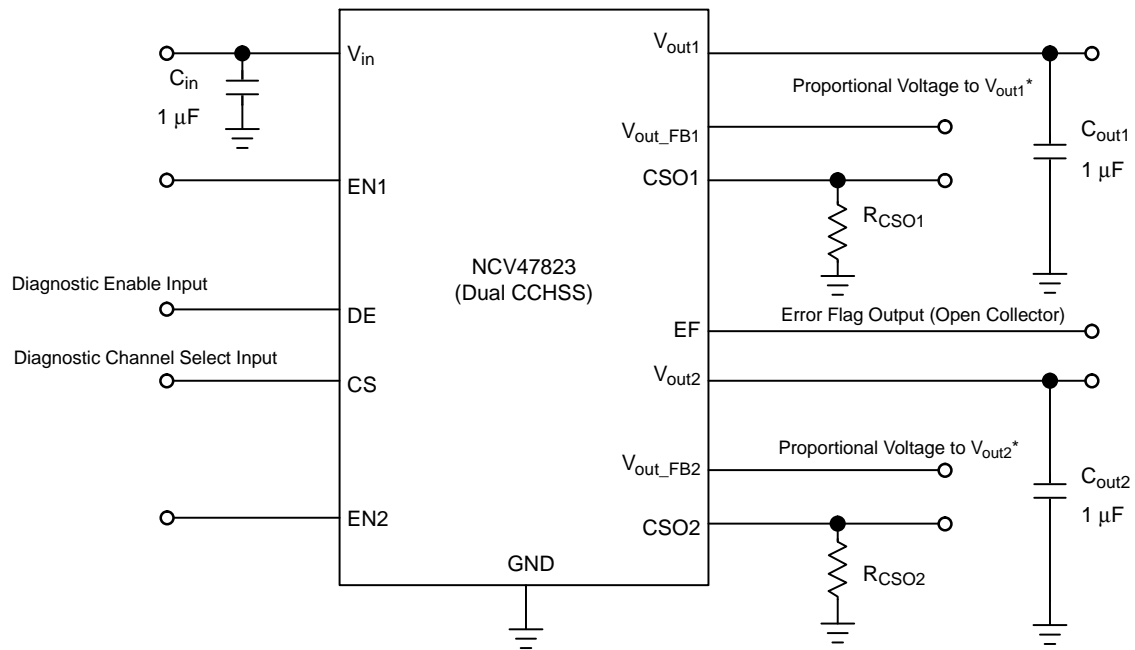 V_in
C_in
1 μF
EN1
Diagnostic Enable Input
DE
Diagnostic Channel Select Input
CS
EN2
NCV47823
(Dual CCHSS)
GND
V_out1
Proportional Voltage to V_out1*
V_out_FB1
C_out1
1 μF
CSO1
R_CSO1
Error Flag Output (Open Collector)
EF
V_out2
Proportional Voltage to V_out2*
V_out_FB2
C_out2
1 μF
CSO2
R_CSO2